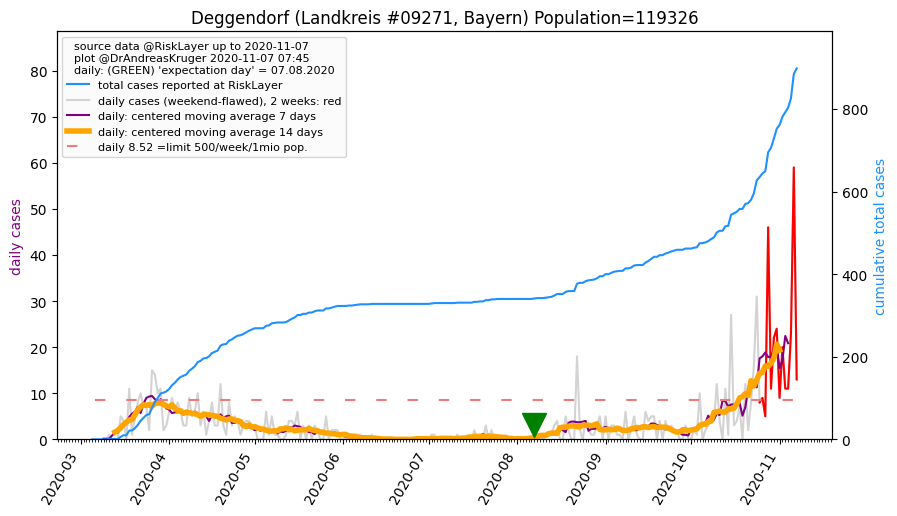 Deggendorf (Landkreis #09271, Bayern) Population=119326
source data @RiskLayer up to 2020-11-07
plot @DrAndreasKruger 2020-11-07 07:45
daily: (GREEN) 'expectation day' = 07.08.2020
total cases reported at RiskLayer
daily cases (weekend-flawed), 2 weeks: red
daily: centered moving average 7 days
daily: centered moving average 14 days
daily 8.52 =limit 500/week/1mio pop.
daily cases
80
70
60
50
40
30
20
10
0
cumulative total cases
800
600
400
200
0
2020-03
2020-04
2020-05
2020-06
2020-07
2020-08
2020-09
2020-10
2020-11